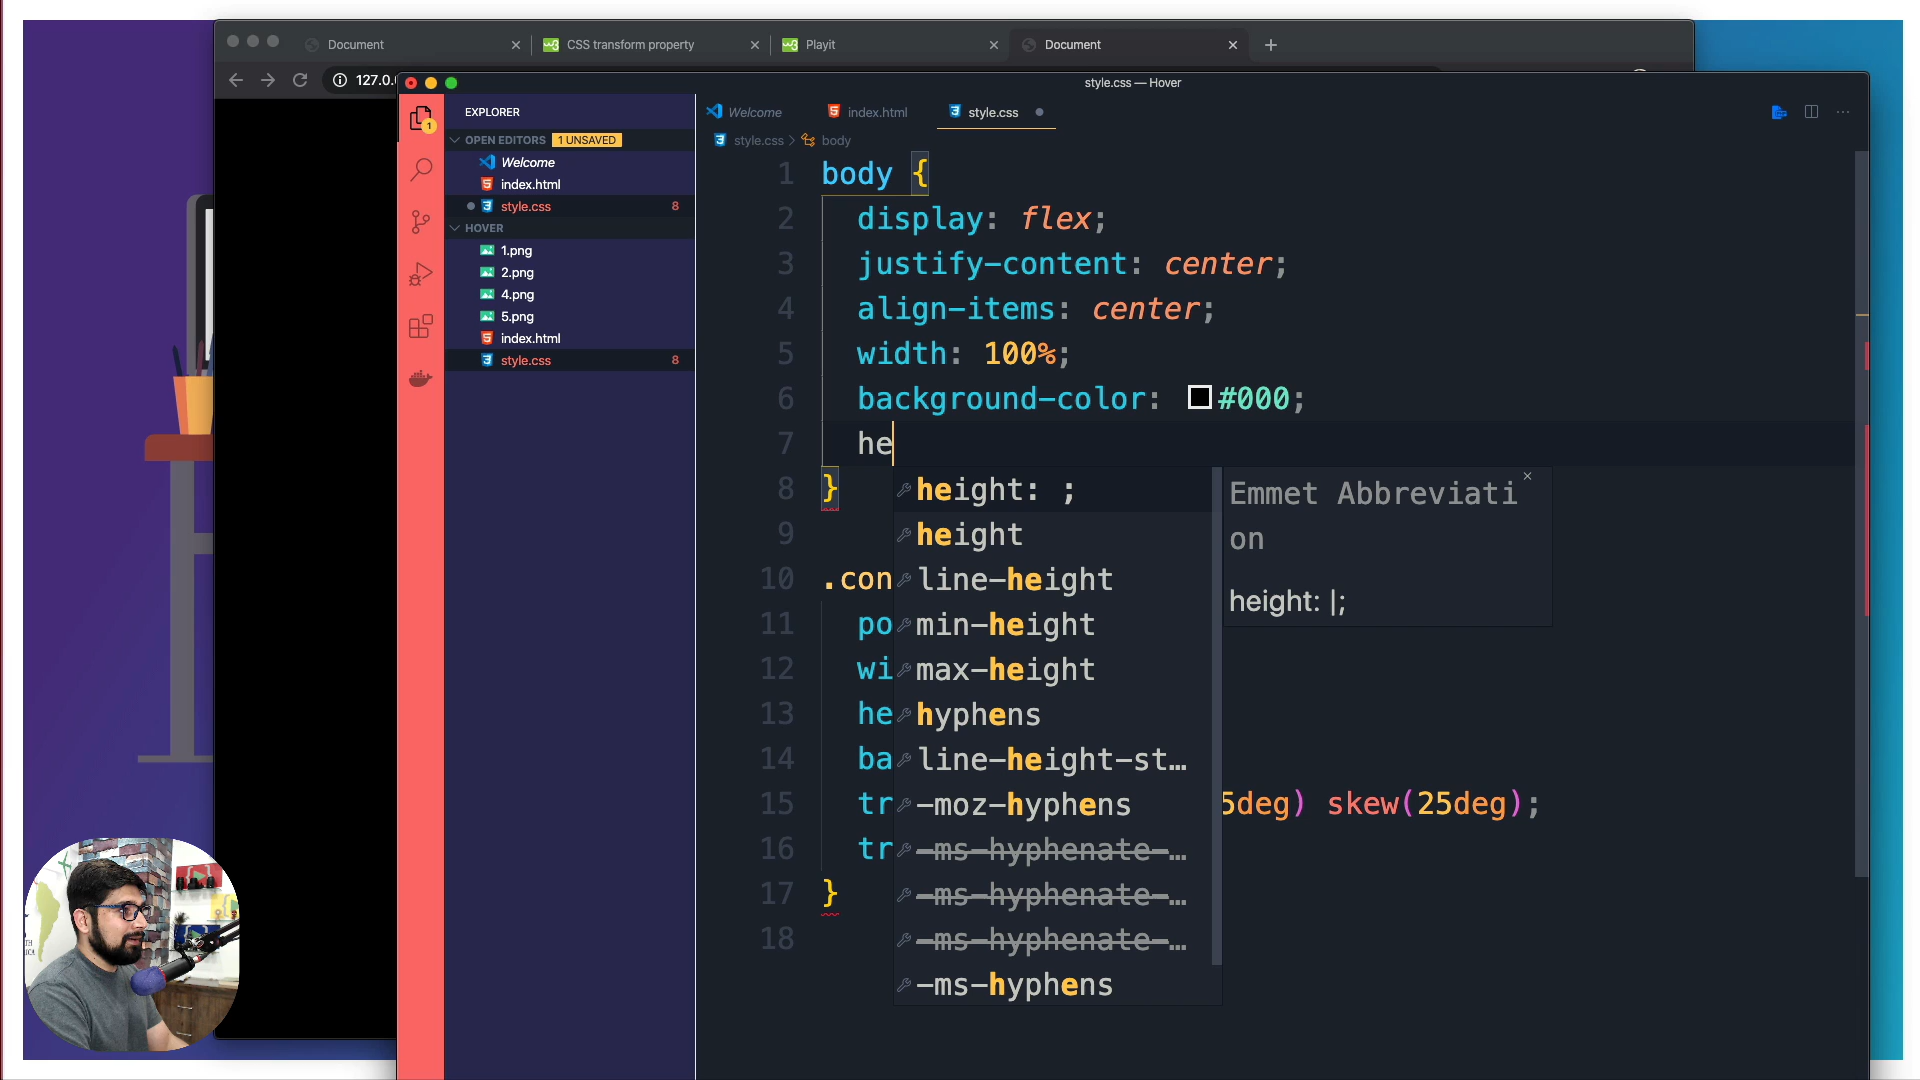 Document
CSS transform property
Playit
Document
127.0.
style.css — Hover
EXPLORER
OPEN EDITORS 1 UNSAVED
Welcome
index.html
style.css 8
HOVER
1.png
2.png
4.png
5.png
index.html
style.css 8
1
Welcome
index.html
style.css
style.css > body
1 body {
2 display: flex;
3 justify-content: center;
4 align-items: center;
5 width: 100%;
6 background-color: #000;
7 he
8 }
9
10 .con
11 po
12 wi
13 he
14 ba
15 tr 5deg) skew(25deg);
16 tr
17 }
18
height: ;
height
line-height
min-height
max-height
hyphens
line-height-st…
-moz-hyphens
-ms-hyphenate-…
-ms-hyphenate-…
-ms-hyphenate-…
-ms-hyphens
Emmet Abbreviati
on
height: |;